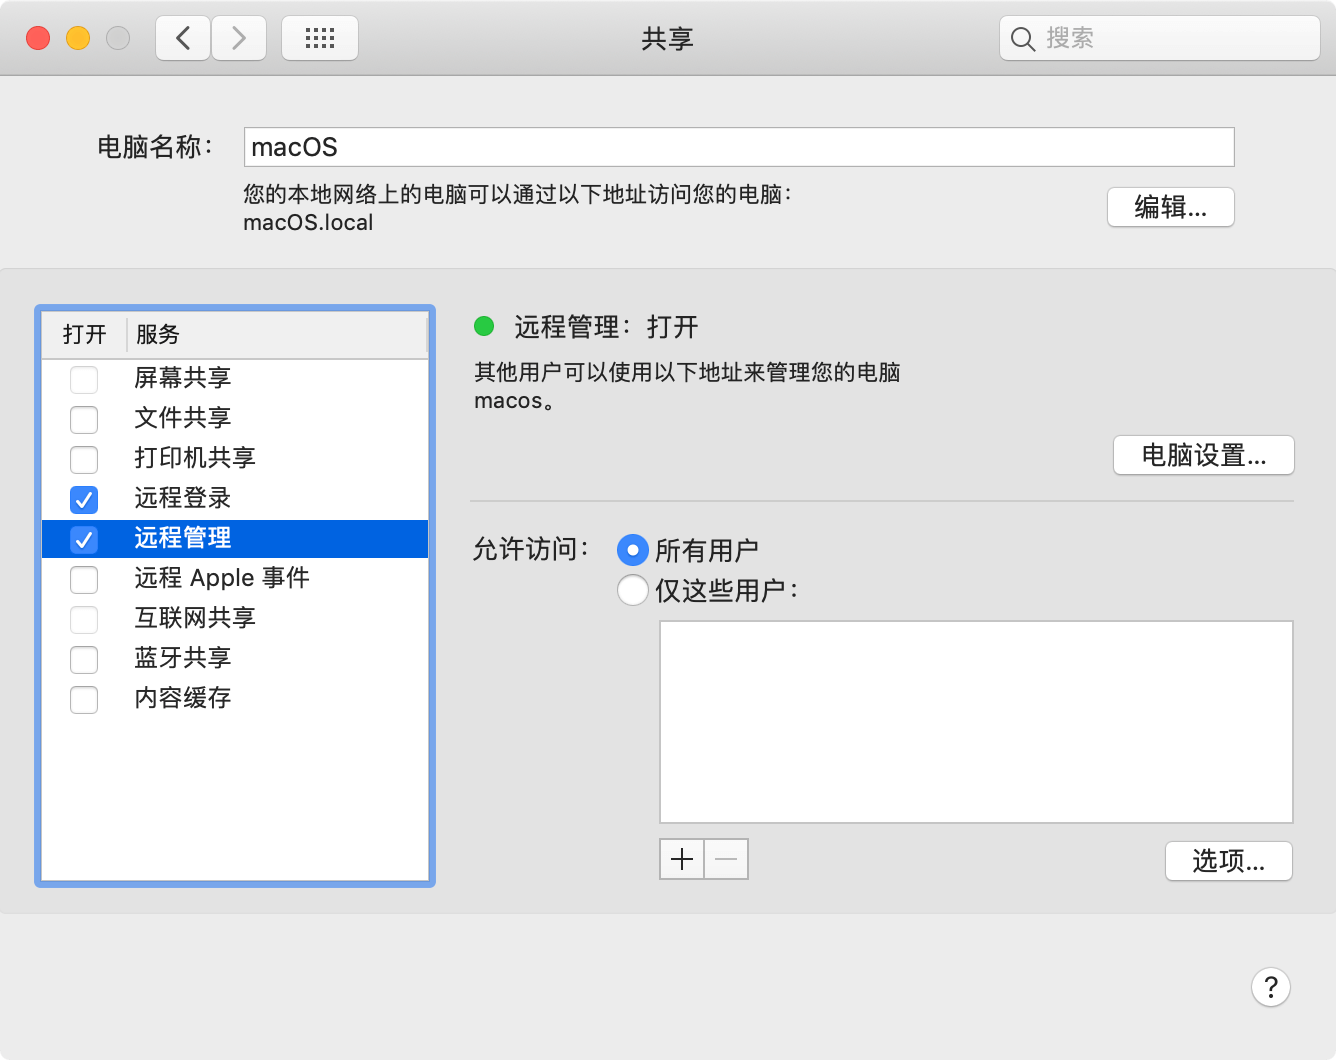 共享
搜索
电脑名称：
macOS
您的本地网络上的电脑可以通过以下地址访问您的电脑：
macOS.local
编辑...
打开
服务
屏幕共享
文件共享
打印机共享
远程登录
远程管理
远程 Apple 事件
互联网共享
蓝牙共享
内容缓存
远程管理：打开
其他用户可以使用以下地址来管理您的电脑
macos。
电脑设置...
允许访问：
所有用户
仅这些用户：
选项...
?